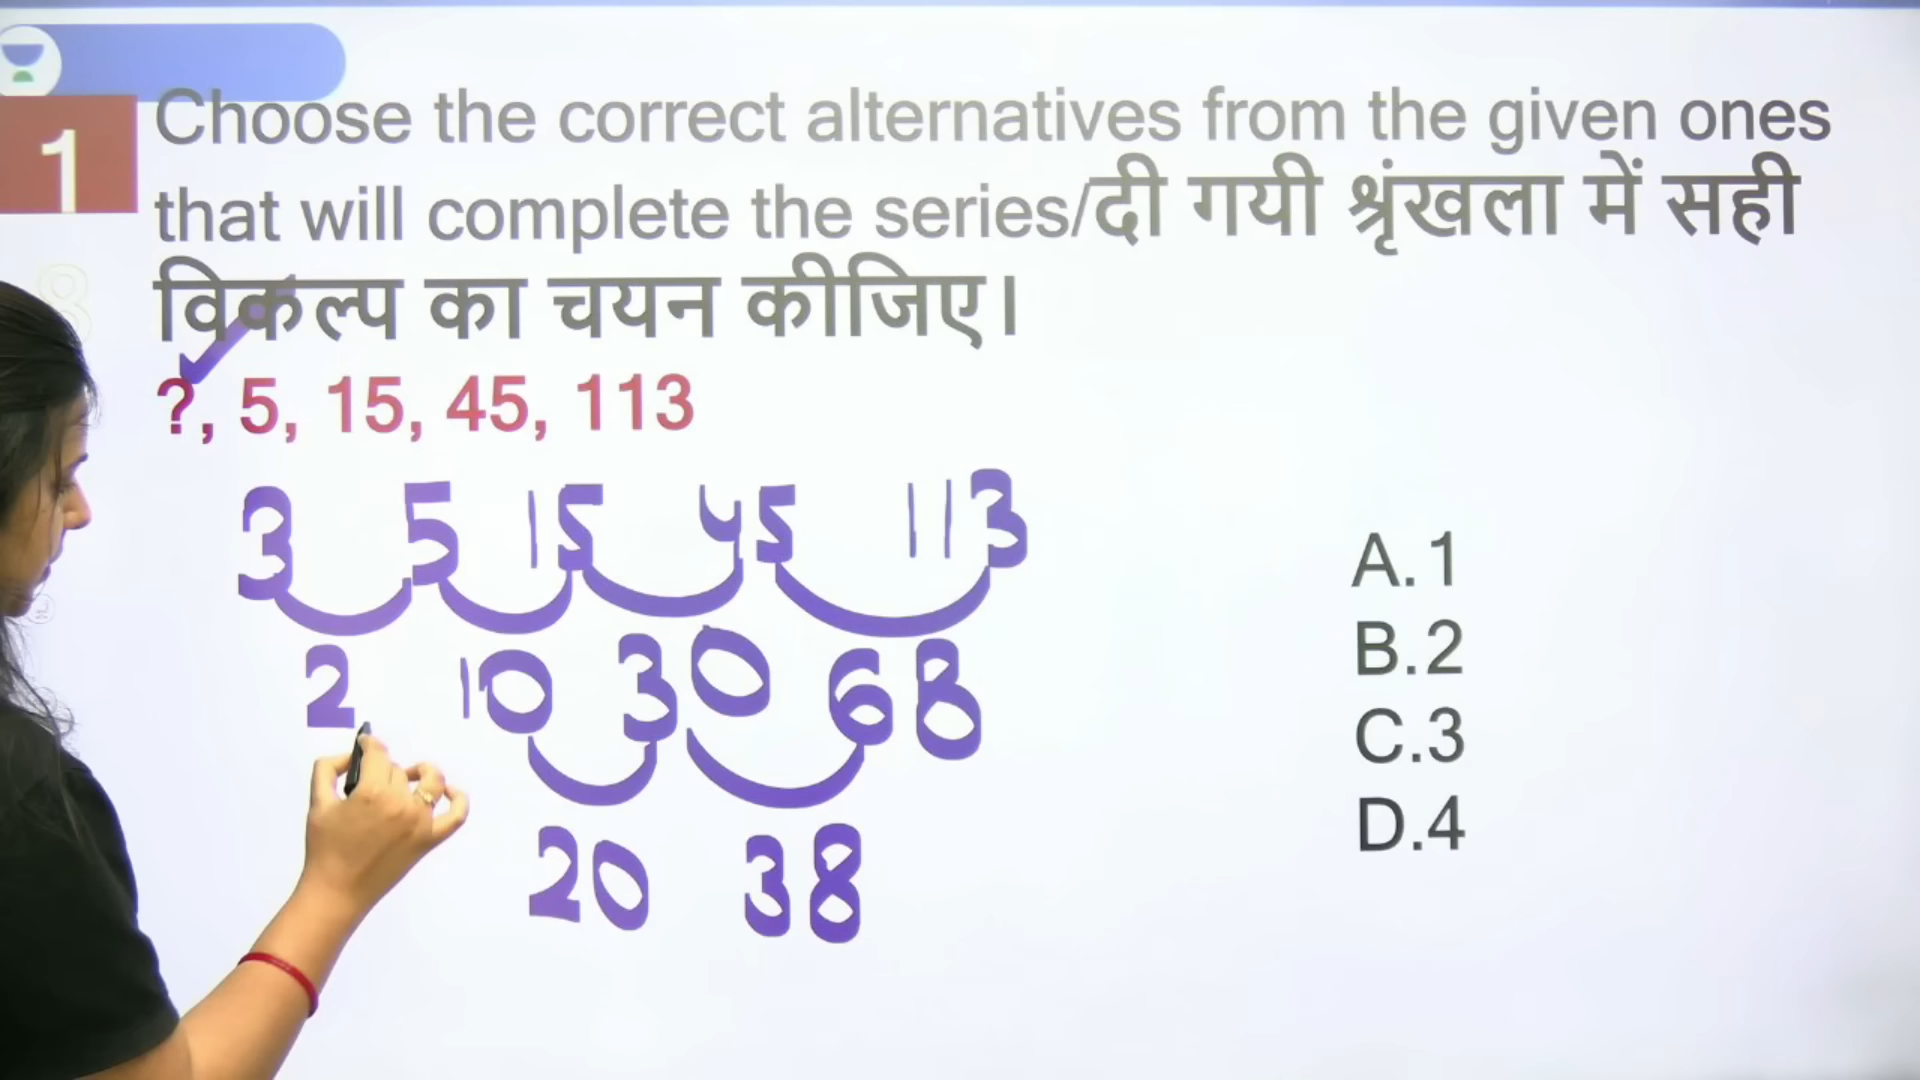 1
Choose the correct alternatives from the given ones
that will complete the series/दी गयी श्रृंखला में सही
विकल्प का चयन कीजिए।
?, 5, 15, 45, 113
3 5 15 45 113
2 10 30 68
20 38
A.1
B.2
C.3
D.4